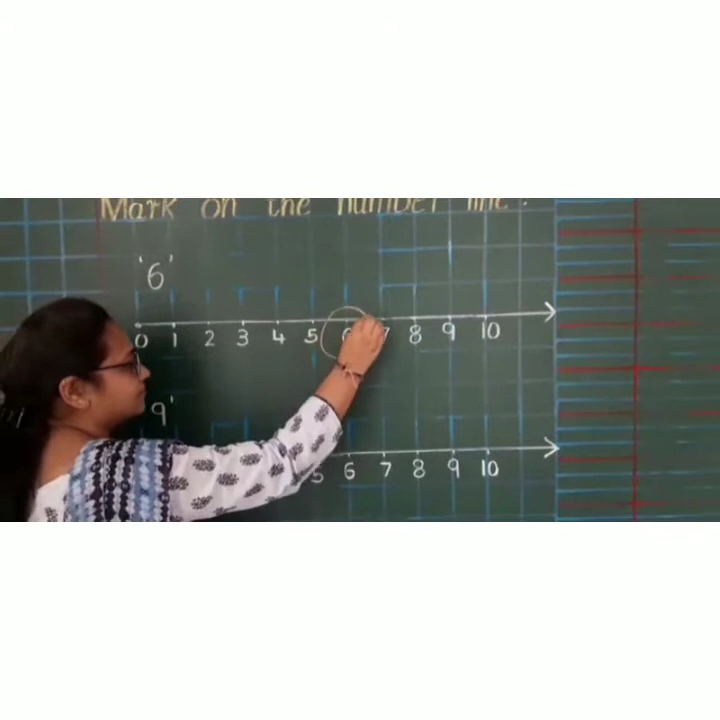 Mark on the number line.
'6'
0 1 2 3 4 5 6 7 8 9 10
9'
5 6 7 8 9 10